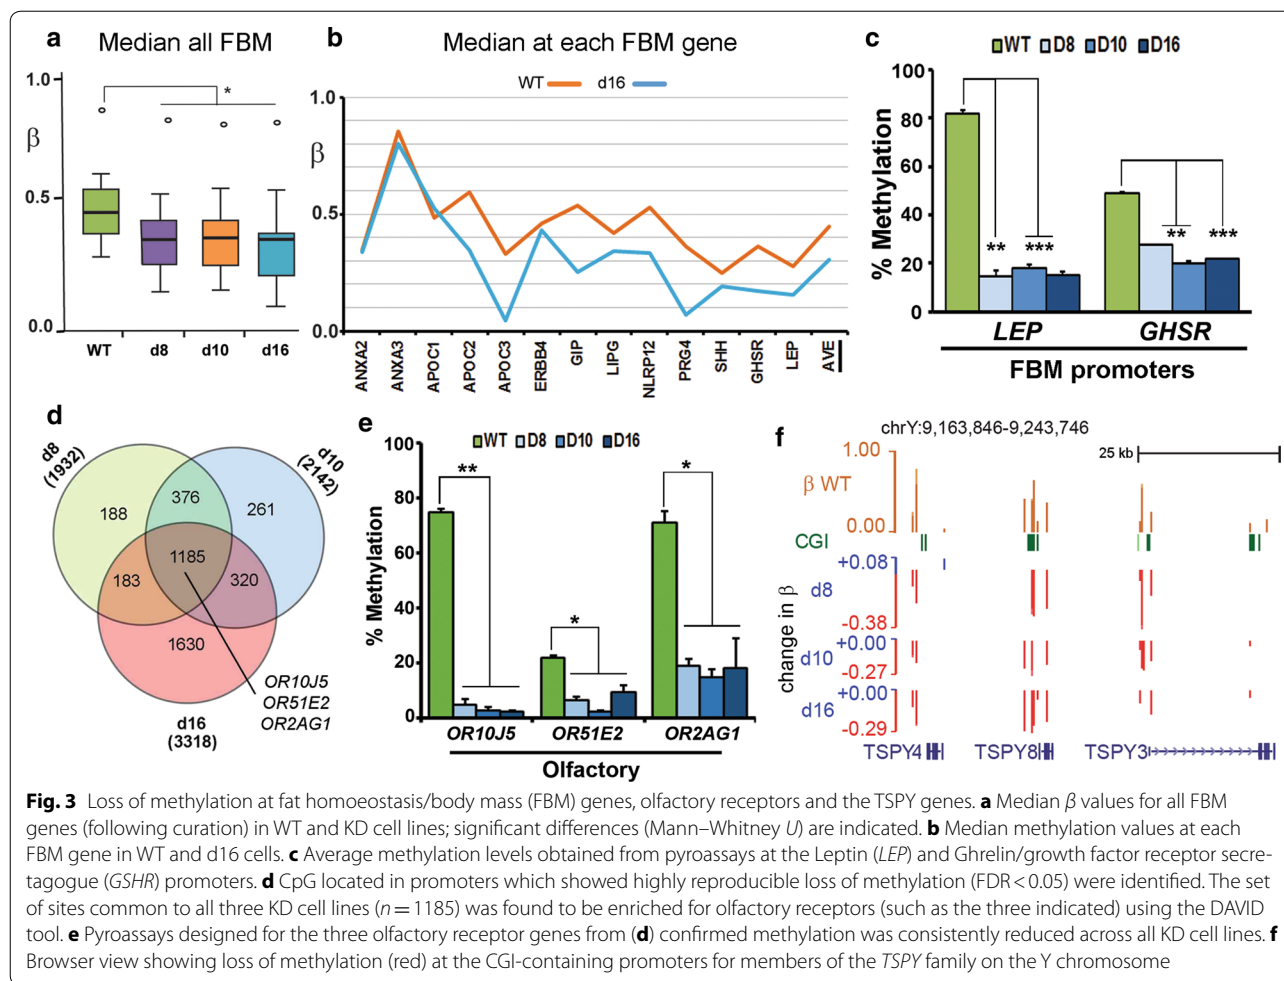 a Median all FBM
1.0
β
0.5
0.0
*
WT d8 d10 d16
b Median at each FBM gene
WT d16
1.0
β
0.5
0.0
ANXA2
ANXA3
APOC1
APOC2
APOC3
ERBB4
GIP
LIPG
NLRP12
PRG4
SHH
GHSR
LEP
AVE
c
WT D8 D10 D16
% Methylation
100
80
60
40
20
0
** ***
** ***
LEP GHSR
FBM promoters
d
d8
(1932)
d10
(2142)
188
376
261
1185
183
320
1630
OR10J5
OR51E2
OR2AG1
d16
(3318)
e
WT D8 D10 D16
% Methylation
100
80
60
40
20
0
**
*
*
OR10J5 OR51E2 OR2AG1
Olfactory
f
chrY:9,163,846-9,243,746
25 kb
1.00
β WT
0.00
CGI
change in β
+0.08
d8
-0.38
+0.00
d10
-0.27
+0.00
d16
-0.29
TSPY4 TSPY8 TSPY3
Fig. 3 Loss of methylation at fat homoeostasis/body mass (FBM) genes, olfactory receptors and the TSPY genes. a Median β values for all FBM
genes (following curation) in WT and KD cell lines; significant differences (Mann–Whitney U) are indicated. b Median methylation values at each
FBM gene in WT and d16 cells. c Average methylation levels obtained from pyroassays at the Leptin (LEP) and Ghrelin/growth factor receptor secre-
tagogue (GSHR) promoters. d CpG located in promoters which showed highly reproducible loss of methylation (FDR < 0.05) were identified. The set
of sites common to all three KD cell lines (n = 1185) was found to be enriched for olfactory receptors (such as the three indicated) using the DAVID
tool. e Pyroassays designed for the three olfactory receptor genes from (d) confirmed methylation was consistently reduced across all KD cell lines. f
Browser view showing loss of methylation (red) at the CGI-containing promoters for members of the TSPY family on the Y chromosome